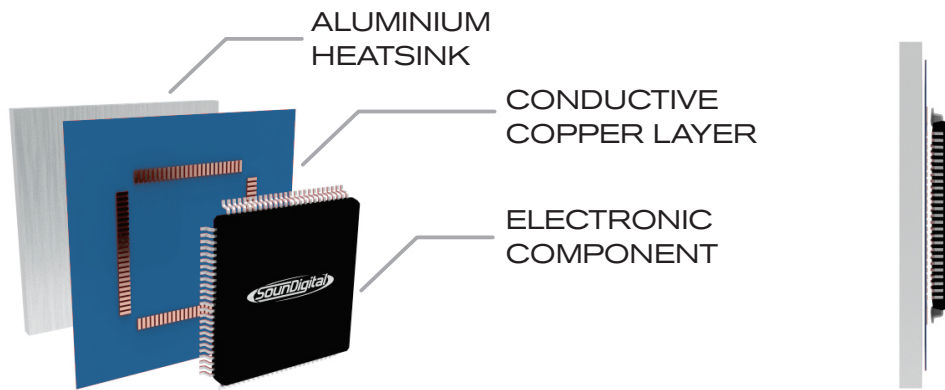 ALUMINIUM
HEATSINK
CONDUCTIVE
COPPER LAYER
ELECTRONIC
COMPONENT
SounDigital